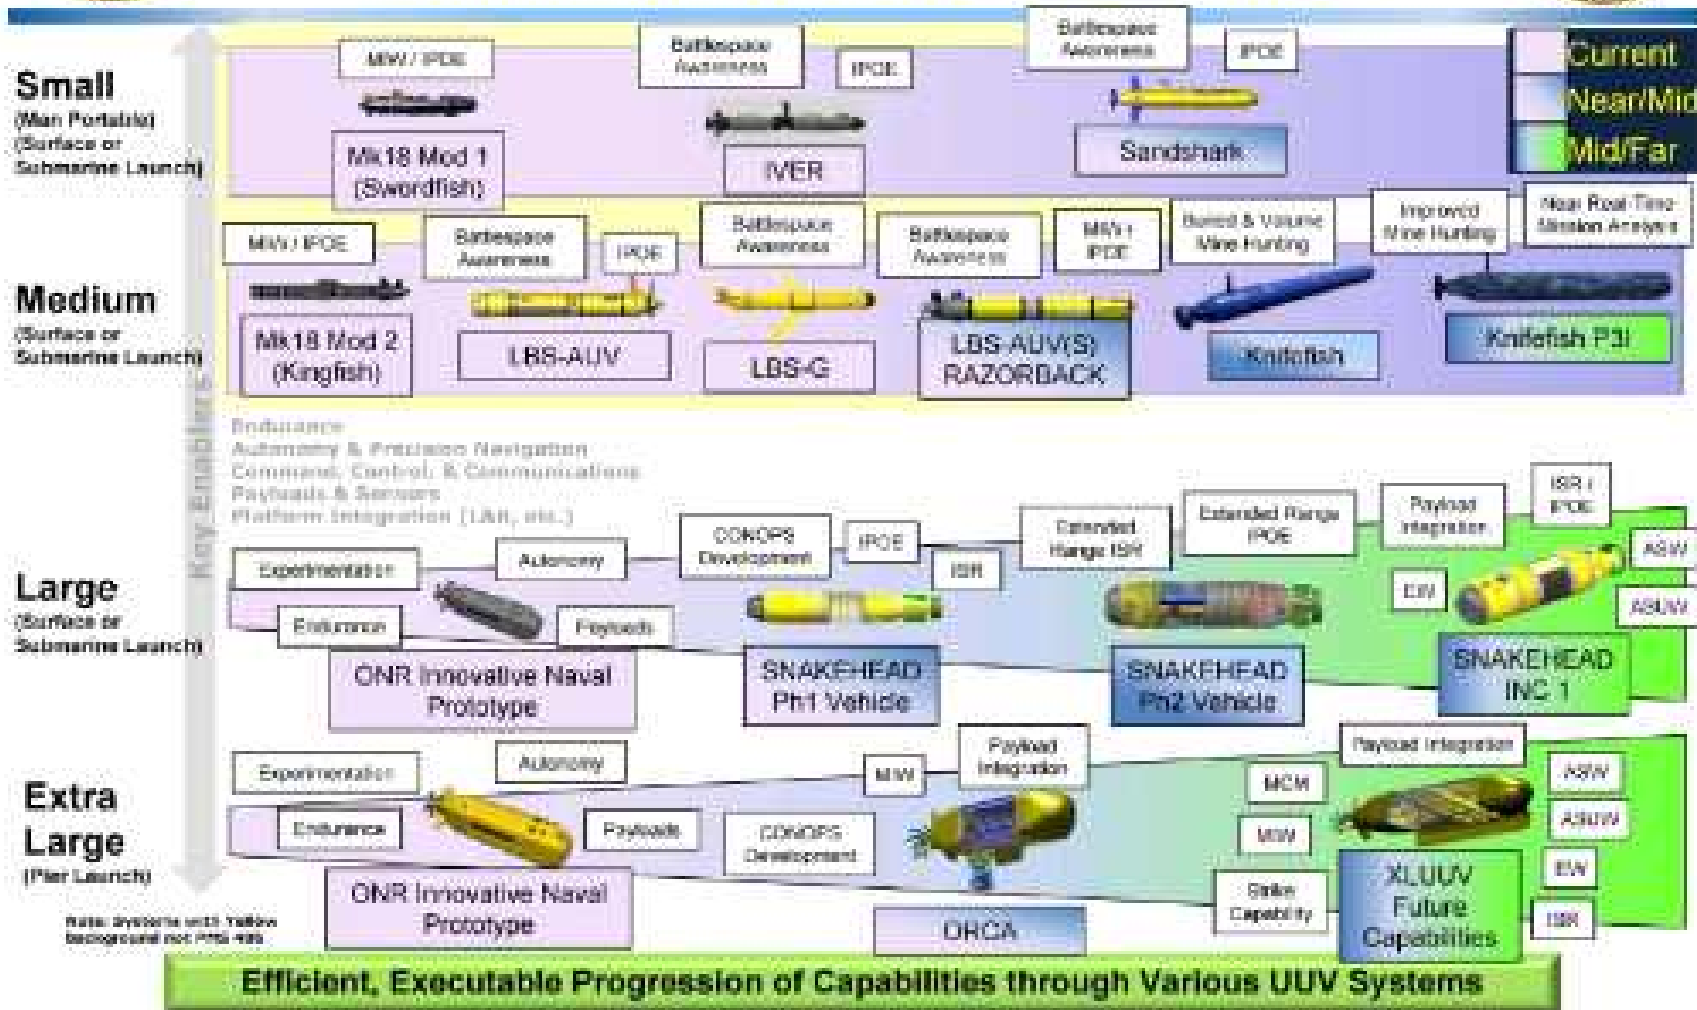 Current
Near/Mid
Mid/Far
Small
(Man Portable)
(Surface or
Submarine Launch)
MIW / IPOE
Mk18 Mod 1
(Swordfish)
Battlespace
Awareness
IPOE
IVER
Battlespace
Awareness
IPOE
Sandshark
Medium
(Surface or
Submarine Launch)
MIW / IPOE
Mk18 Mod 2
(Kingfish)
Battlespace
Awareness
IPOE
LBS-AUV
Battlespace
Awareness
LBS-G
Battlespace
Awareness
MIW /
IPOE
LBS-AUV(S)
RAZORBACK
Buried & Volume
Mine Hunting
Knifefish
Improved
Mine Hunting
Near Real Time
Mission Analysis
Knifefish P3I
Key Enablers
Endurance
Autonomy & Precision Navigation
Command, Control, & Communications
Payloads & Sensors
Platform Integration (L&R, etc.)
Large
(Surface or
Submarine Launch)
Experimentation
Autonomy
Endurance
Payloads
ONR Innovative Naval
Prototype
CONOPS
Development
IPOE
ISR
SNAKEHEAD
Ph1 Vehicle
Extended
Range ISR
Extended Range
IPOE
SNAKEHEAD
Ph2 Vehicle
Payload
Integration
ISR /
IPOE
EW
ASW
ASUW
SNAKEHEAD
INC 1
Extra
Large
(Pier Launch)
Experimentation
Autonomy
Endurance
Payloads
ONR Innovative Naval
Prototype
CONOPS
Development
MIW
Payload
Integration
ORCA
MCM
MIW
Strike
Capability
Payload Integration
ASW
ASUW
EW
ISR
XLUUV
Future
Capabilities
Note: Systems with Yellow
background not PMS 406
Efficient, Executable Progression of Capabilities through Various UUV Systems